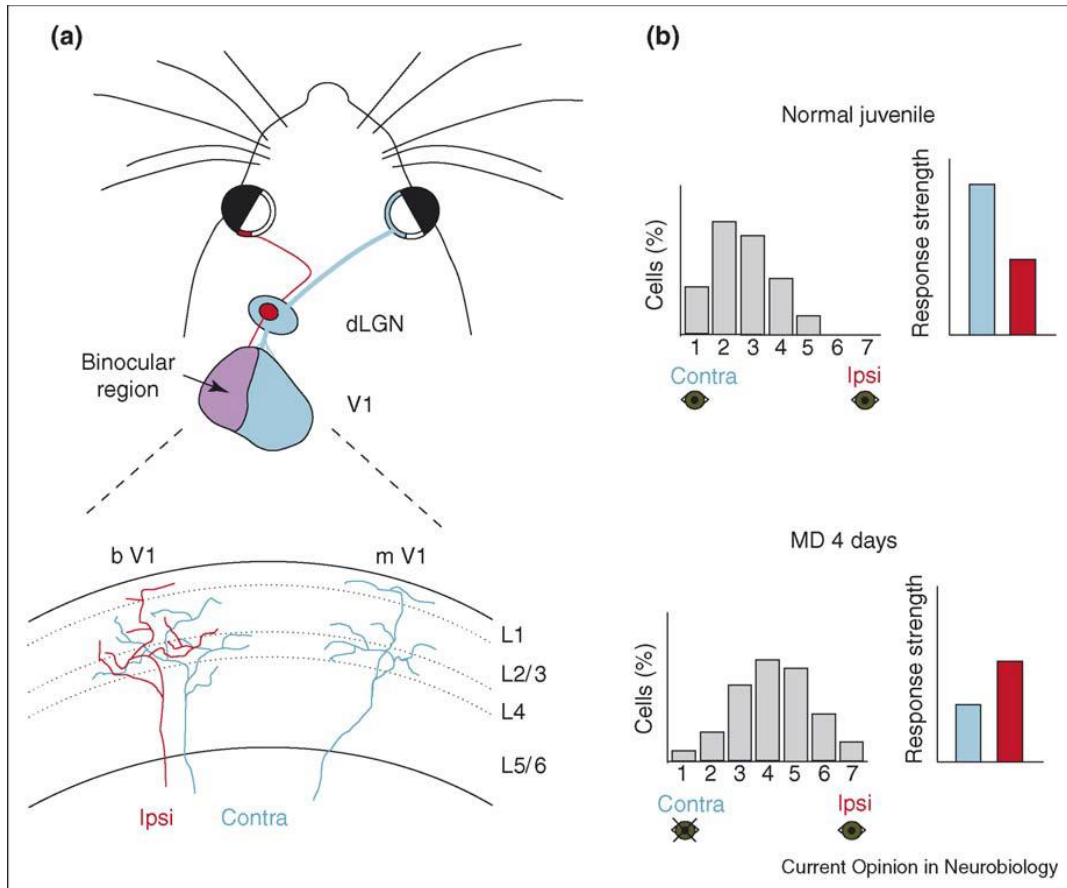 (a)
dLGN
Binocular
region
V1
b V1
m V1
L1
L2/3
L4
L5/6
Ipsi
Contra
(b)
Normal juvenile
Cells (%)
1 2 3 4 5 6 7
Contra
Ipsi
Response strength
MD 4 days
Cells (%)
1 2 3 4 5 6 7
Contra
Ipsi
Response strength
Current Opinion in Neurobiology